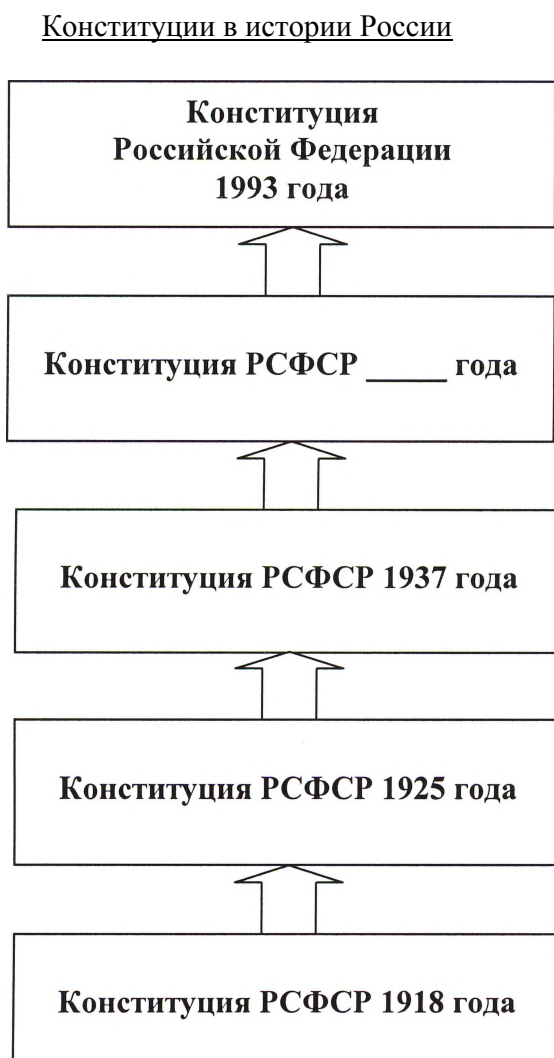 Конституции в истории России
Конституция
Российской Федерации
1993 года
Конституция РСФСР _____ года
Конституция РСФСР 1937 года
Конституция РСФСР 1925 года
Конституция РСФСР 1918 года